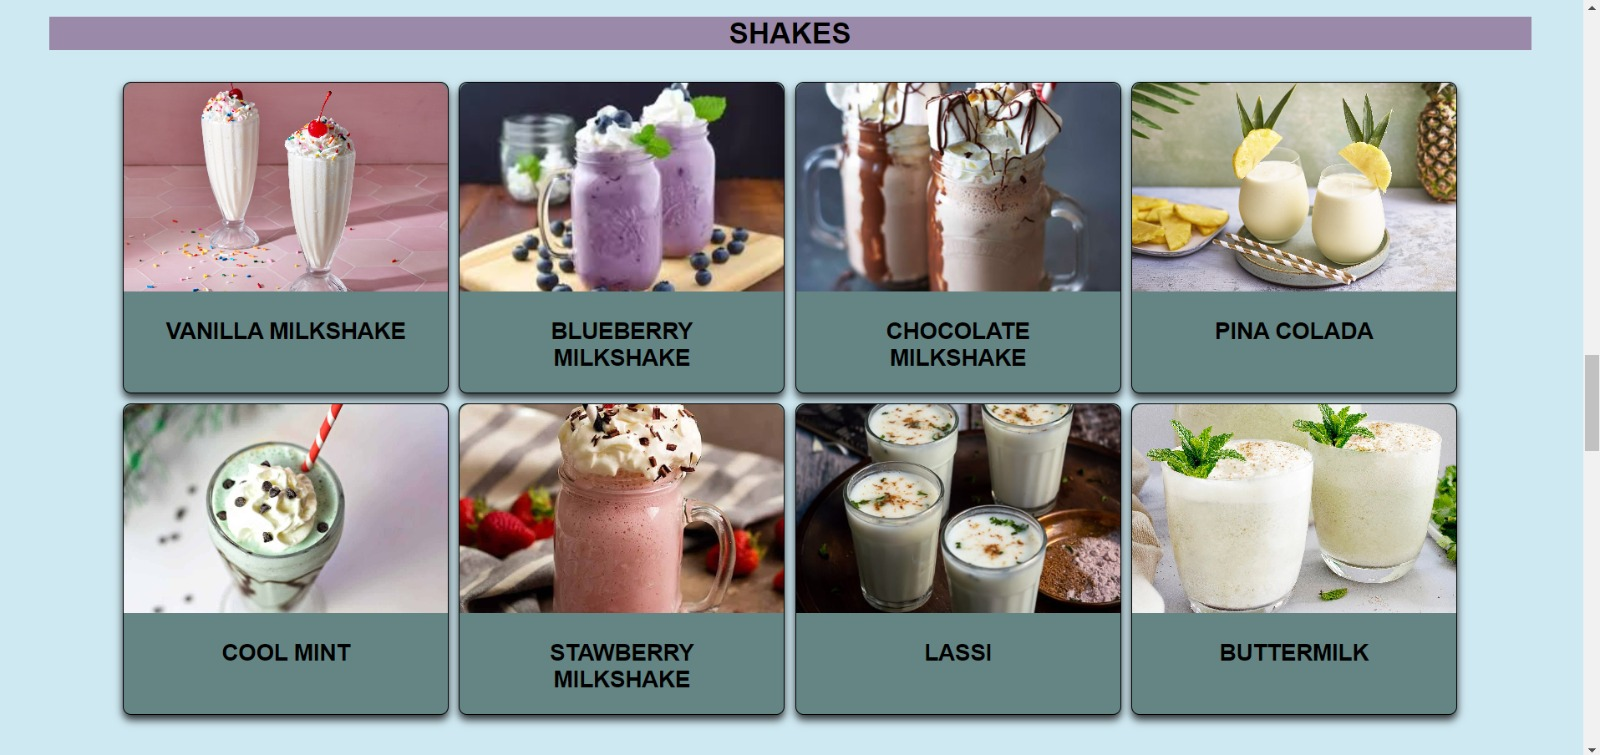 SHAKES
VANILLA MILKSHAKE
BLUEBERRY
MILKSHAKE
CHOCOLATE
MILKSHAKE
PINA COLADA
COOL MINT
STAWBERRY
MILKSHAKE
LASSI
BUTTERMILK